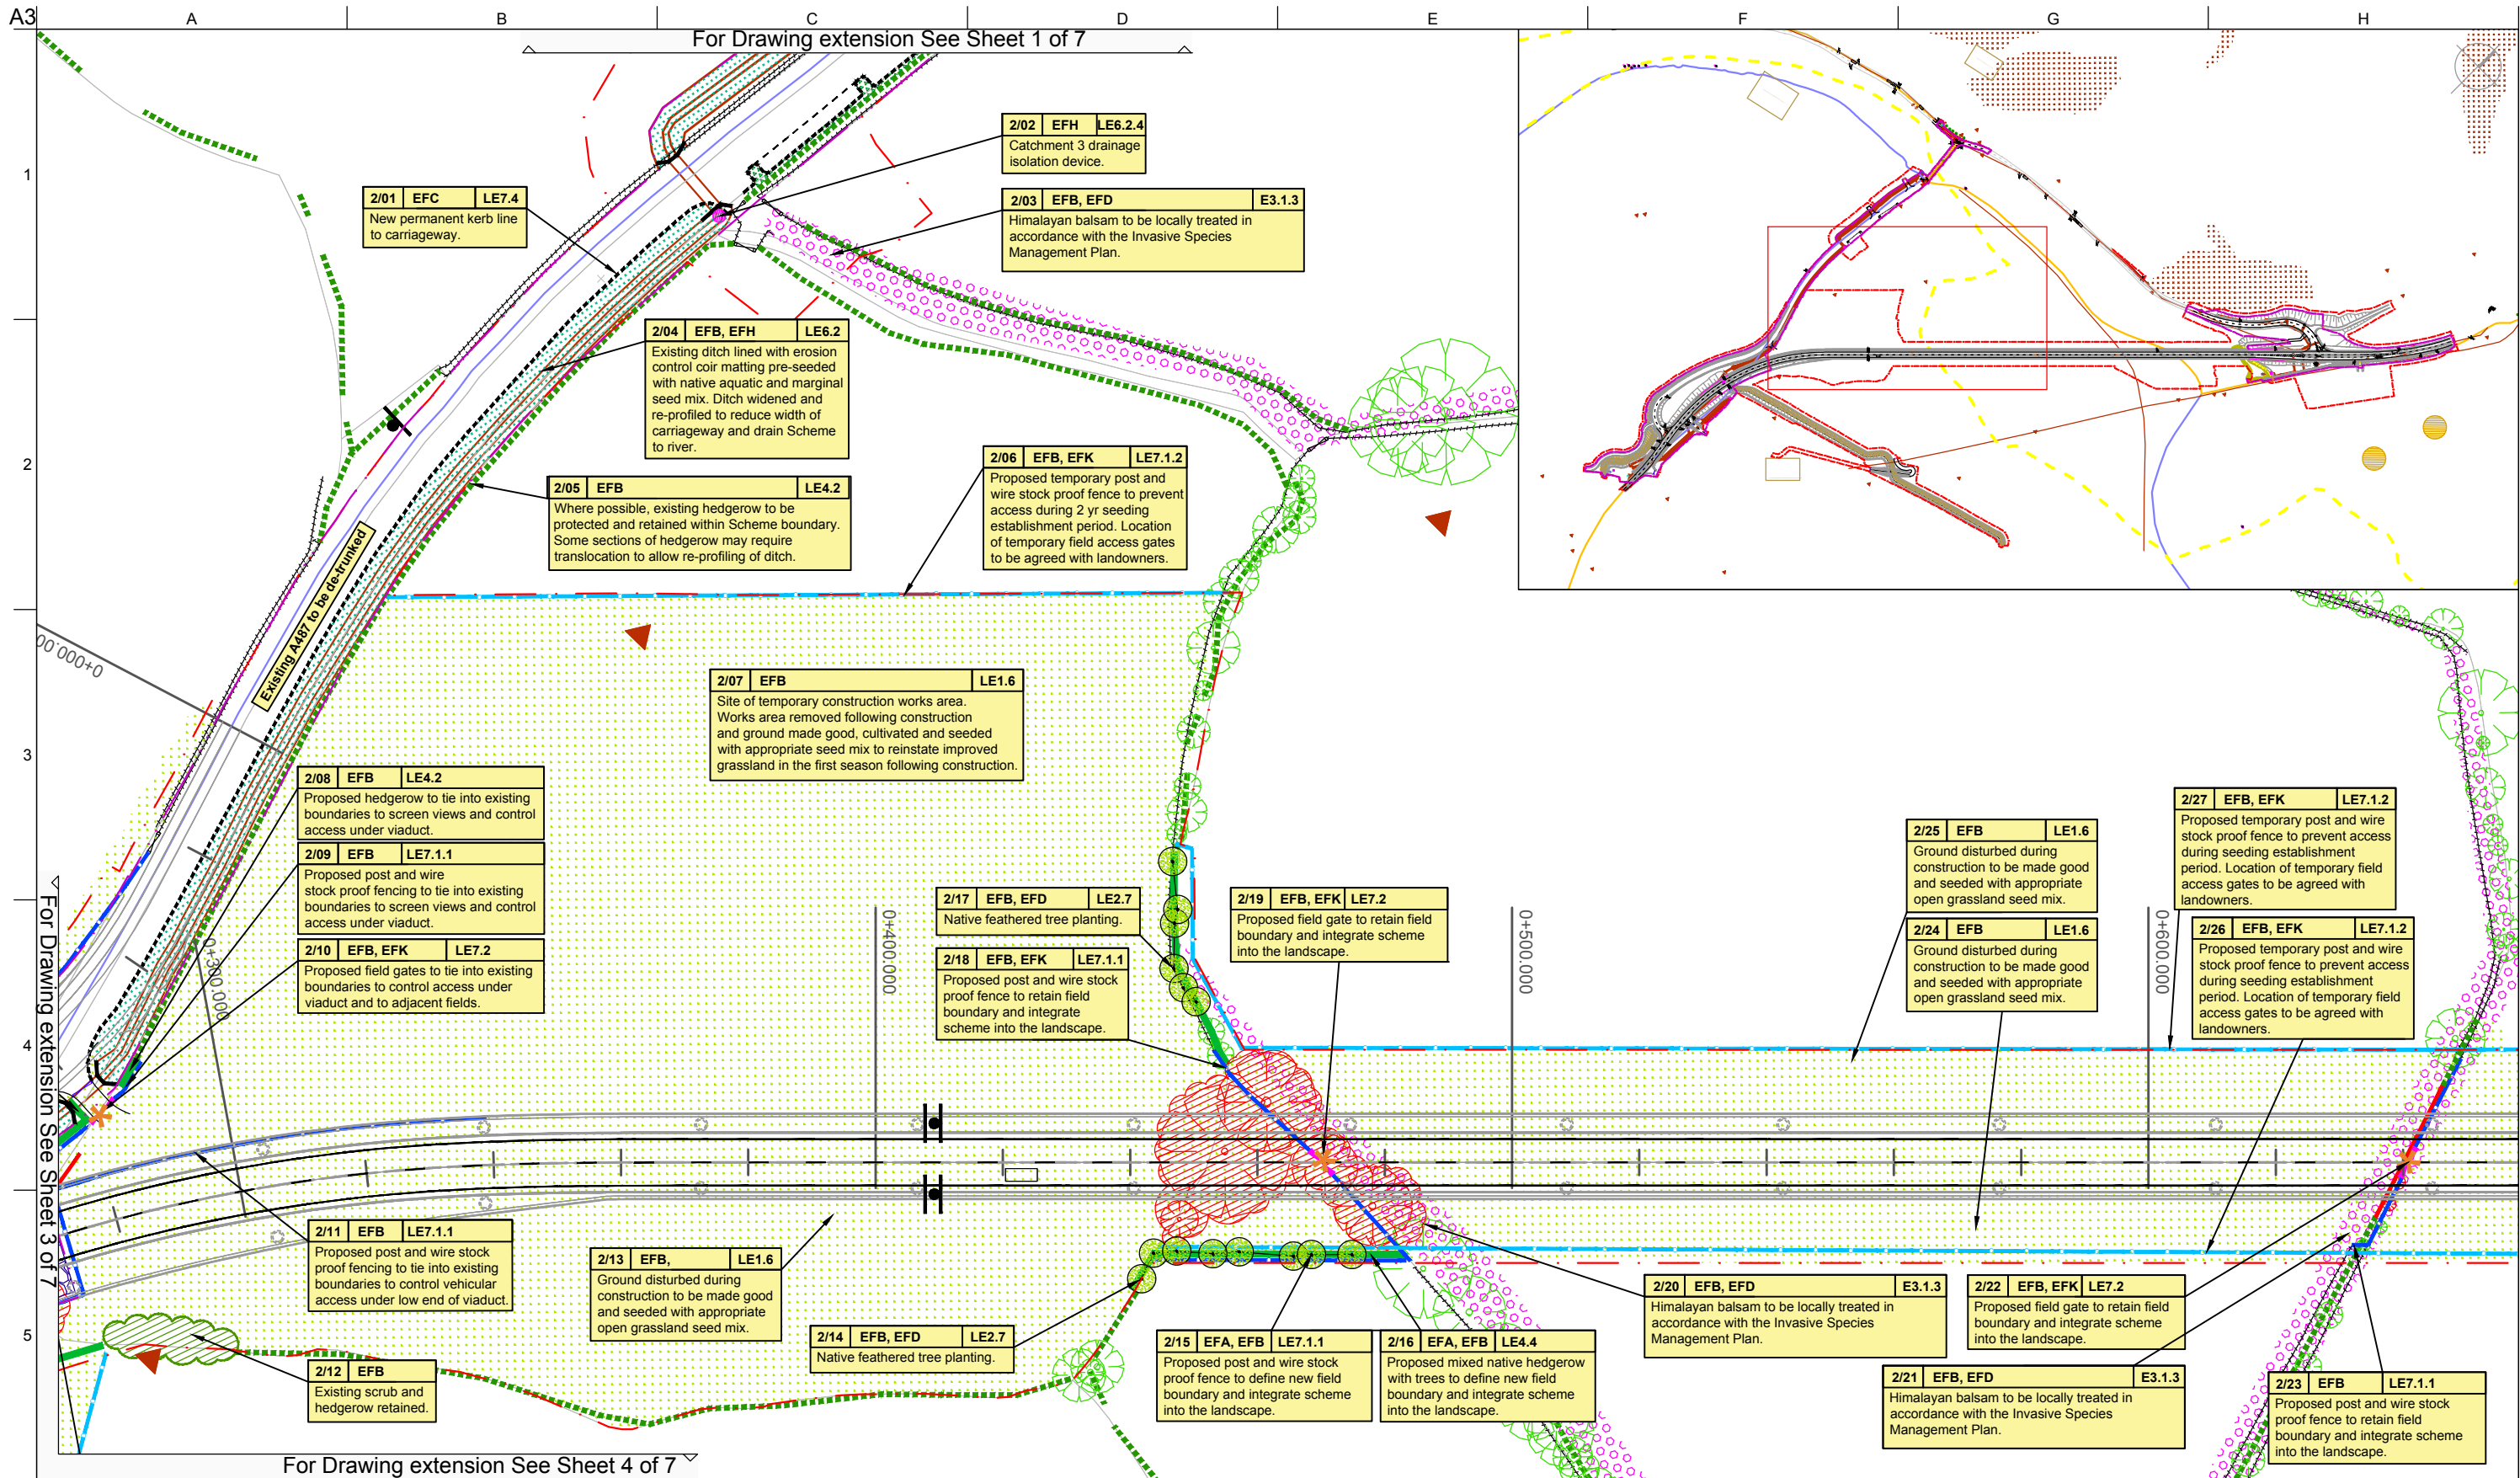 A3
A
B
C
D
E
F
G
H
For Drawing extension See Sheet 1 of 7
1
2
3
4
5
2/01 EFC LE7.4
New permanent kerb line
to carriageway.
2/02 EFH LE6.2.4
Catchment 3 drainage
isolation device.
2/03 EFB, EFD E3.1.3
Himalayan balsam to be locally treated in
accordance with the Invasive Species
Management Plan.
2/04 EFB, EFH LE6.2
Existing ditch lined with erosion
control coir matting pre-seeded
with native aquatic and marginal
seed mix. Ditch widened and
re-profiled to reduce width of
carriageway and drain Scheme
to river.
2/05 EFB LE4.2
Where possible, existing hedgerow to be
protected and retained within Scheme boundary.
Some sections of hedgerow may require
translocation to allow re-profiling of ditch.
2/06 EFB, EFK LE7.1.2
Proposed temporary post and
wire stock proof fence to prevent
access during 2 yr seeding
establishment period. Location
of temporary field access gates
to be agreed with landowners.
Existing A487 to be de-trunked
2/07 EFB LE1.6
Site of temporary construction works area.
Works area removed following construction
and ground made good, cultivated and seeded
with appropriate seed mix to reinstate improved
grassland in the first season following construction.
2/08 EFB LE4.2
Proposed hedgerow to tie into existing
boundaries to screen views and control
access under viaduct.
2/09 EFB LE7.1.1
Proposed post and wire
stock proof fencing to tie into existing
boundaries to screen views and control
access under viaduct.
2/10 EFB, EFK LE7.2
Proposed field gates to tie into existing
boundaries to control access under
viaduct and to adjacent fields.
0+300.000
0+400.000
0+500.000
0+600.000
2/17 EFB, EFD LE2.7
Native feathered tree planting.
2/18 EFB, EFK LE7.1.1
Proposed post and wire stock
proof fence to retain field
boundary and integrate
scheme into the landscape.
2/19 EFB, EFK LE7.2
Proposed field gate to retain field
boundary and integrate scheme
into the landscape.
2/25 EFB LE1.6
Ground disturbed during
construction to be made good
and seeded with appropriate
open grassland seed mix.
2/24 EFB LE1.6
Ground disturbed during
construction to be made good
and seeded with appropriate
open grassland seed mix.
2/27 EFB, EFK LE7.1.2
Proposed temporary post and wire
stock proof fence to prevent access
during seeding establishment
period. Location of temporary field
access gates to be agreed with
landowners.
2/26 EFB, EFK LE7.1.2
Proposed temporary post and wire
stock proof fence to prevent access
during seeding establishment
period. Location of temporary field
access gates to be agreed with
landowners.
For Drawing extension See Sheet 3 of 7
2/11 EFB LE7.1.1
Proposed post and wire stock
proof fencing to tie into existing
boundaries to control vehicular
access under low end of viaduct.
2/12 EFB
Existing scrub and
hedgerow retained.
2/13 EFB, LE1.6
Ground disturbed during
construction to be made good
and seeded with appropriate
open grassland seed mix.
2/14 EFB, EFD LE2.7
Native feathered tree planting.
2/15 EFA, EFB LE7.1.1
Proposed post and wire stock
proof fence to define new field
boundary and integrate scheme
into the landscape.
2/16 EFA, EFB LE4.4
Proposed mixed native hedgerow
with trees to define new field
boundary and integrate scheme
into the landscape.
2/20 EFB, EFD E3.1.3
Himalayan balsam to be locally treated in
accordance with the Invasive Species
Management Plan.
2/22 EFB, EFK LE7.2
Proposed field gate to retain field
boundary and integrate scheme
into the landscape.
2/21 EFB, EFD E3.1.3
Himalayan balsam to be locally treated in
accordance with the Invasive Species
Management Plan.
2/23 EFB LE7.1.1
Proposed post and wire stock
proof fence to retain field
boundary and integrate scheme
into the landscape.
For Drawing extension See Sheet 4 of 7